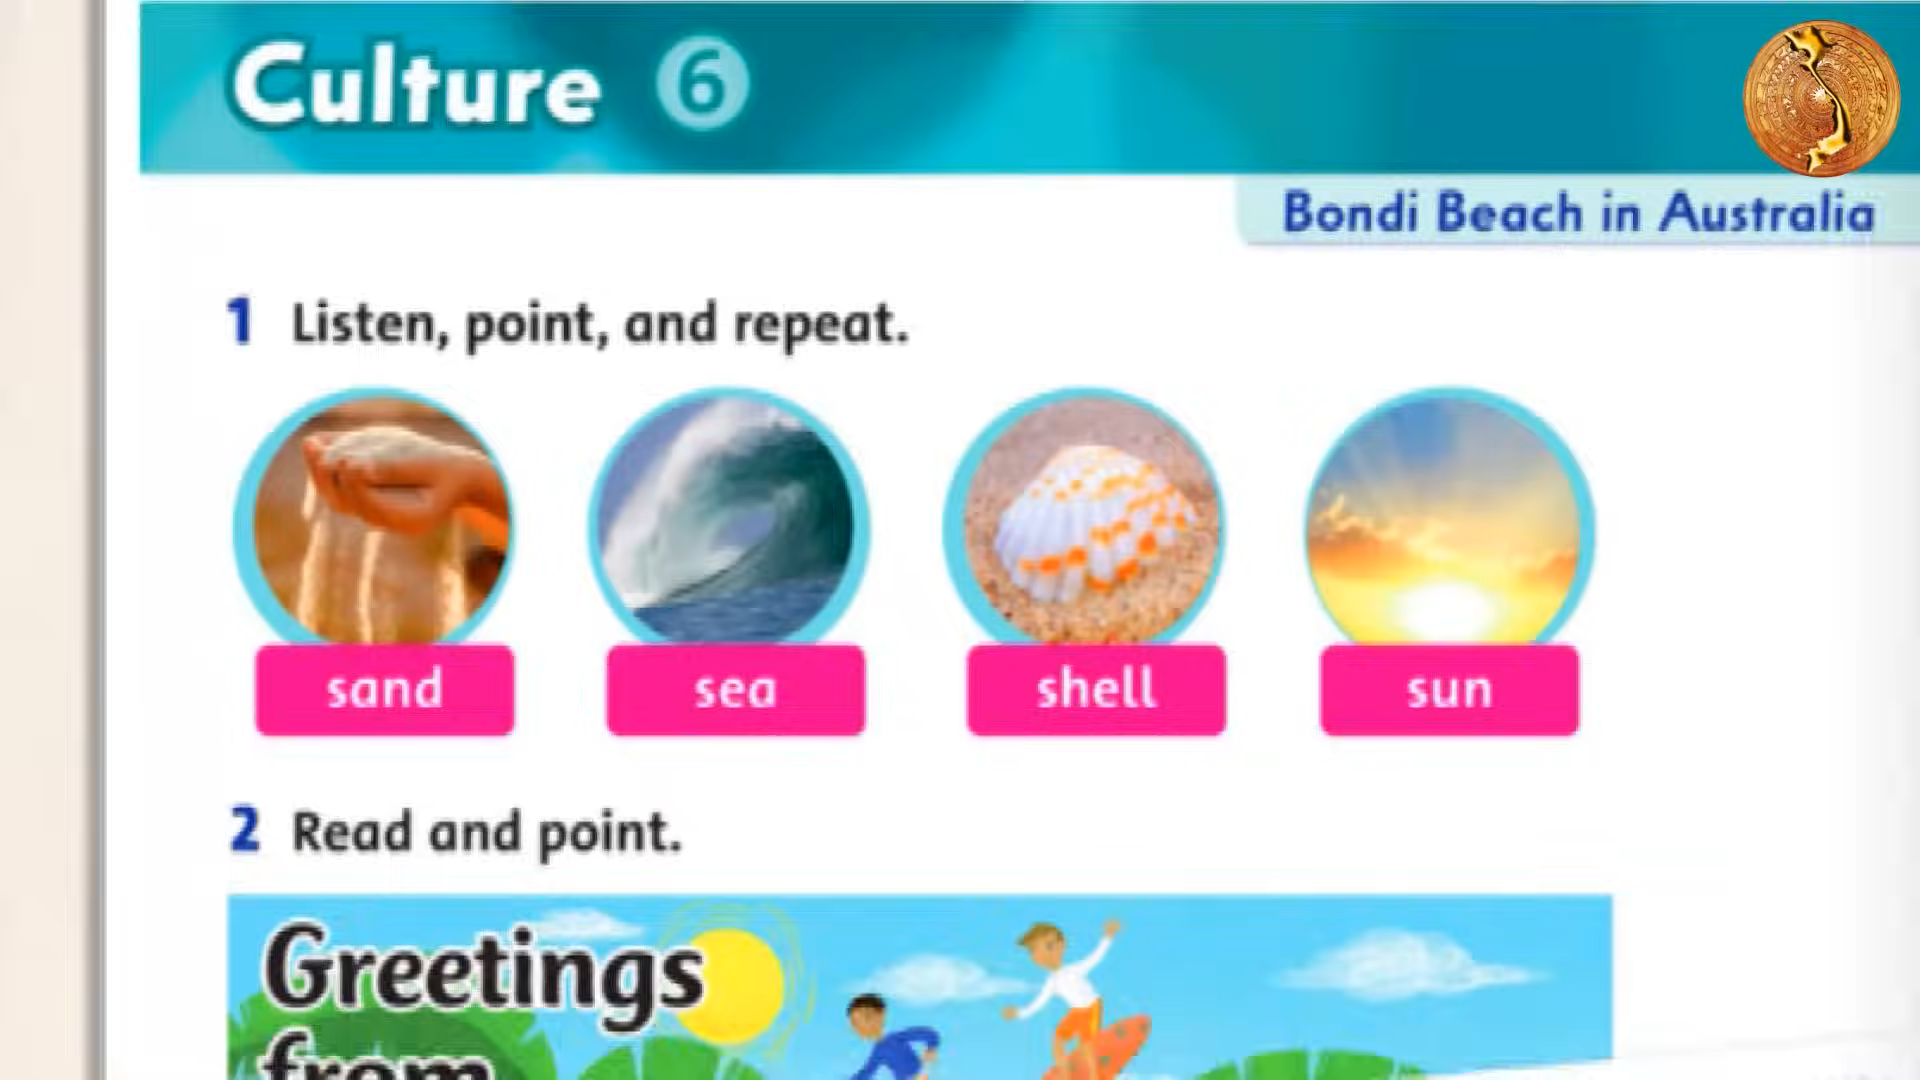 Culture 6
Bondi Beach in Australia
1 Listen, point, and repeat.
sand sea shell sun
2 Read and point.
Greetings
from